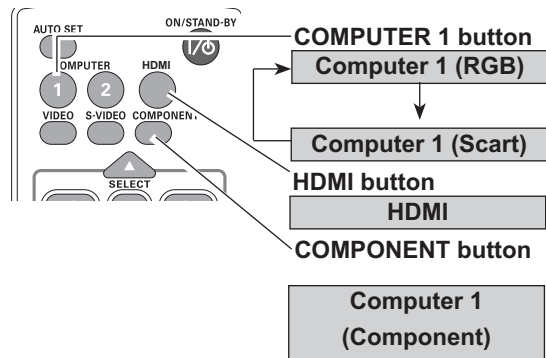 AUTO SET
ON/STAND-BY
OMPUTER
HDMI
1
2
VIDEO
S-VIDEO
COMPONENT
SELECT
COMPUTER 1 button
Computer 1 (RGB)
Computer 1 (Scart)
HDMI button
HDMI
COMPONENT button
Computer 1
(Component)